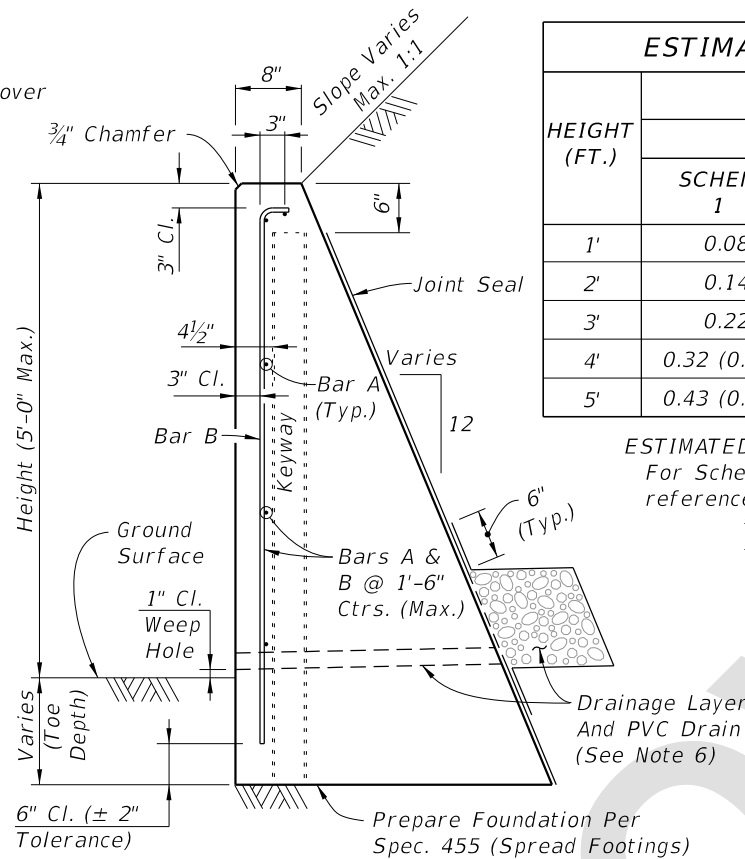 over
8"
Slope Varies
Max. 1:1
¾" Chamfer
3"
3" Cl.
6"
Joint Seal
4½"
Varies
12
3" Cl.
Bar A
(Typ.)
Bar B
Keyway
Height (5'-0" Max.)
Ground
Surface
6"
(Typ.)
Bars A &
B @ 1'-6"
Ctrs. (Max.)
1" Cl.
Weep
Hole
Varies
(Toe
Depth)
Drainage Layer
And PVC Drain
(See Note 6)
6" Cl. (± 2"
Tolerance)
Prepare Foundation Per
Spec. 455 (Spread Footings)
ESTIMA
HEIGHT
(FT.)
SCHE
1
1' 0.08
2' 0.14
3' 0.22
4' 0.32 (0.
5' 0.43 (0.
ESTIMATED
For Sche
reference